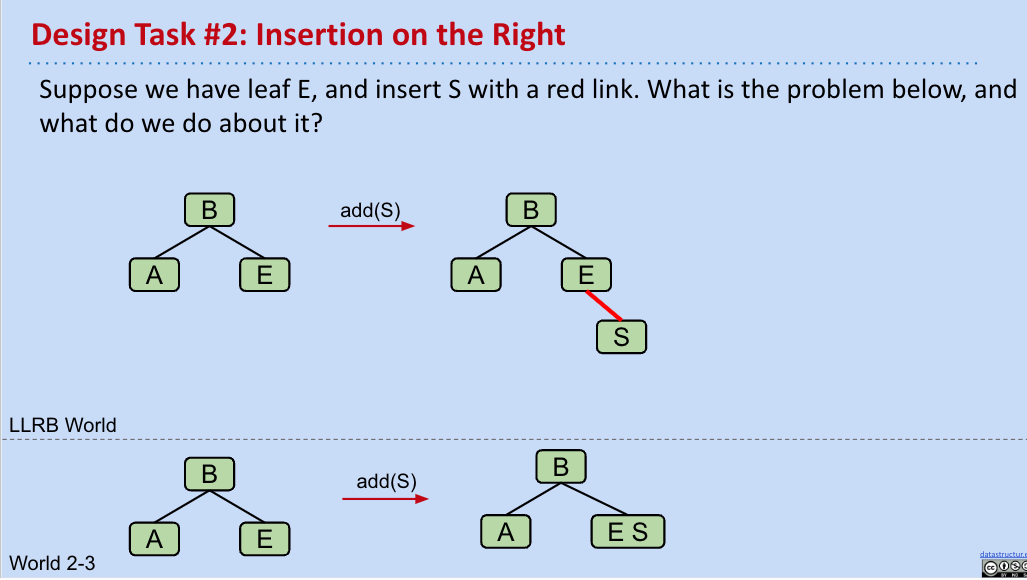 Design Task #2: Insertion on the Right
Suppose we have leaf E, and insert S with a red link. What is the problem below, and
what do we do about it?
B
add(S)
B
A
E
A
E
S
LLRB World
B
add(S)
B
A
E
A
E S
World 2-3
datastructur.e